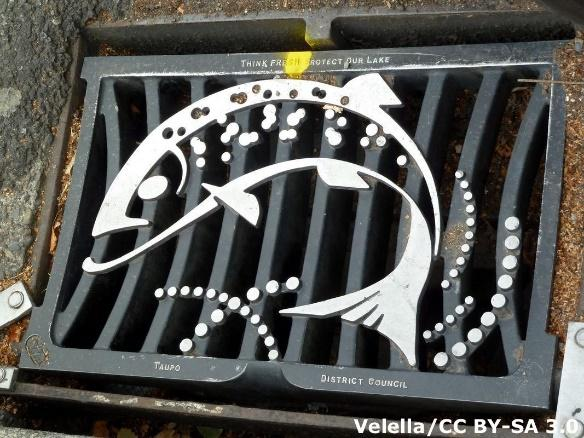 THINK FRESH PROTECT OUR LAKE
TAUPO
DISTRICT COUNCIL
Velella/CC BY-SA 3.0